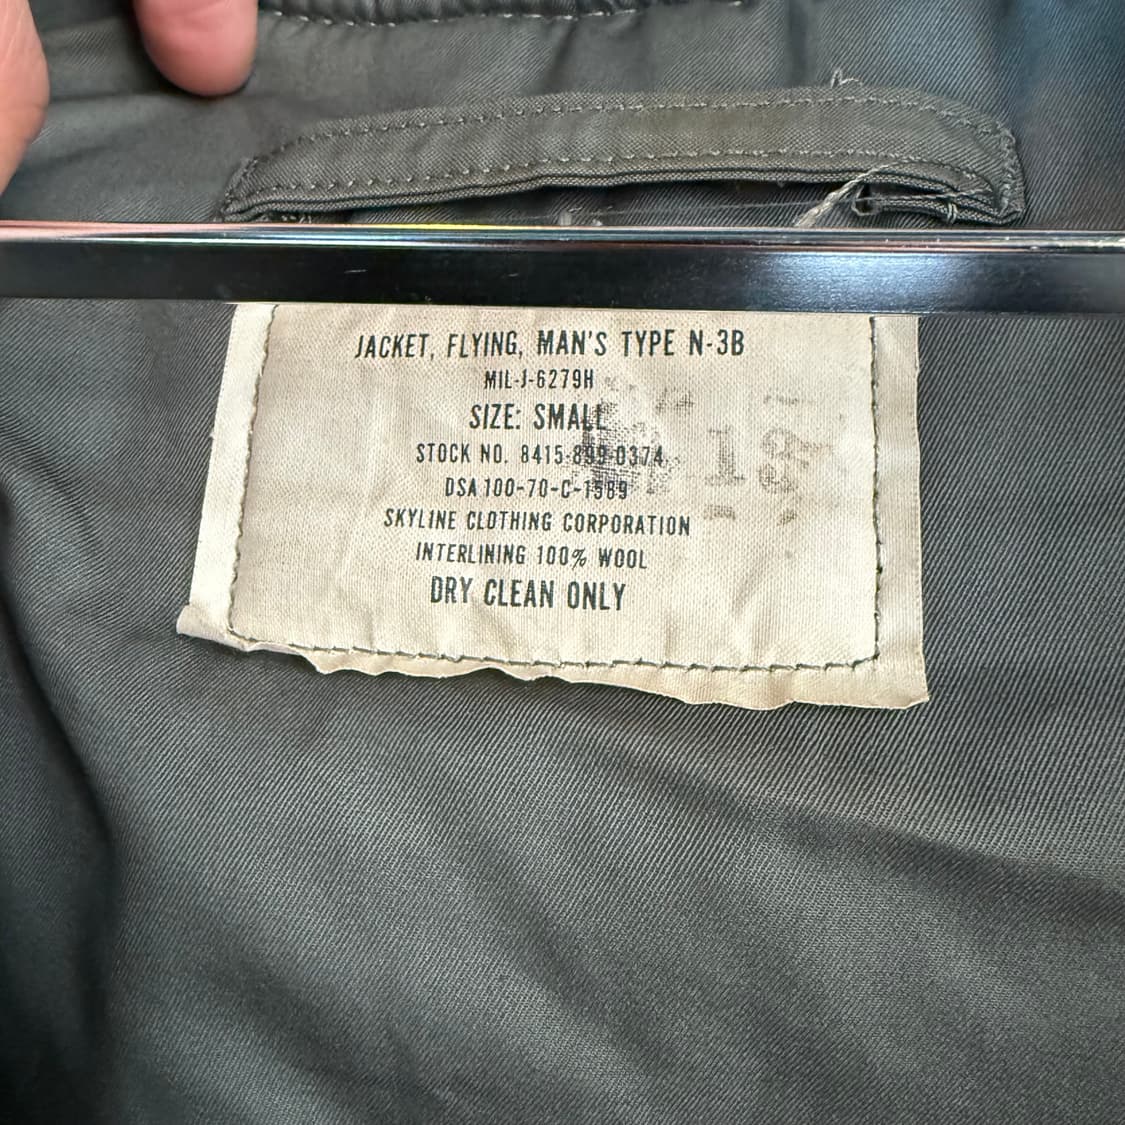 JACKET, FLYING, MAN'S TYPE N-3B
MIL-J-6279H
SIZE: SMALL
STOCK NO. 8415-899-0374
DSA 100-70-C-1589
SKYLINE CLOTHING CORPORATION
INTERLINING 100% WOOL
DRY CLEAN ONLY